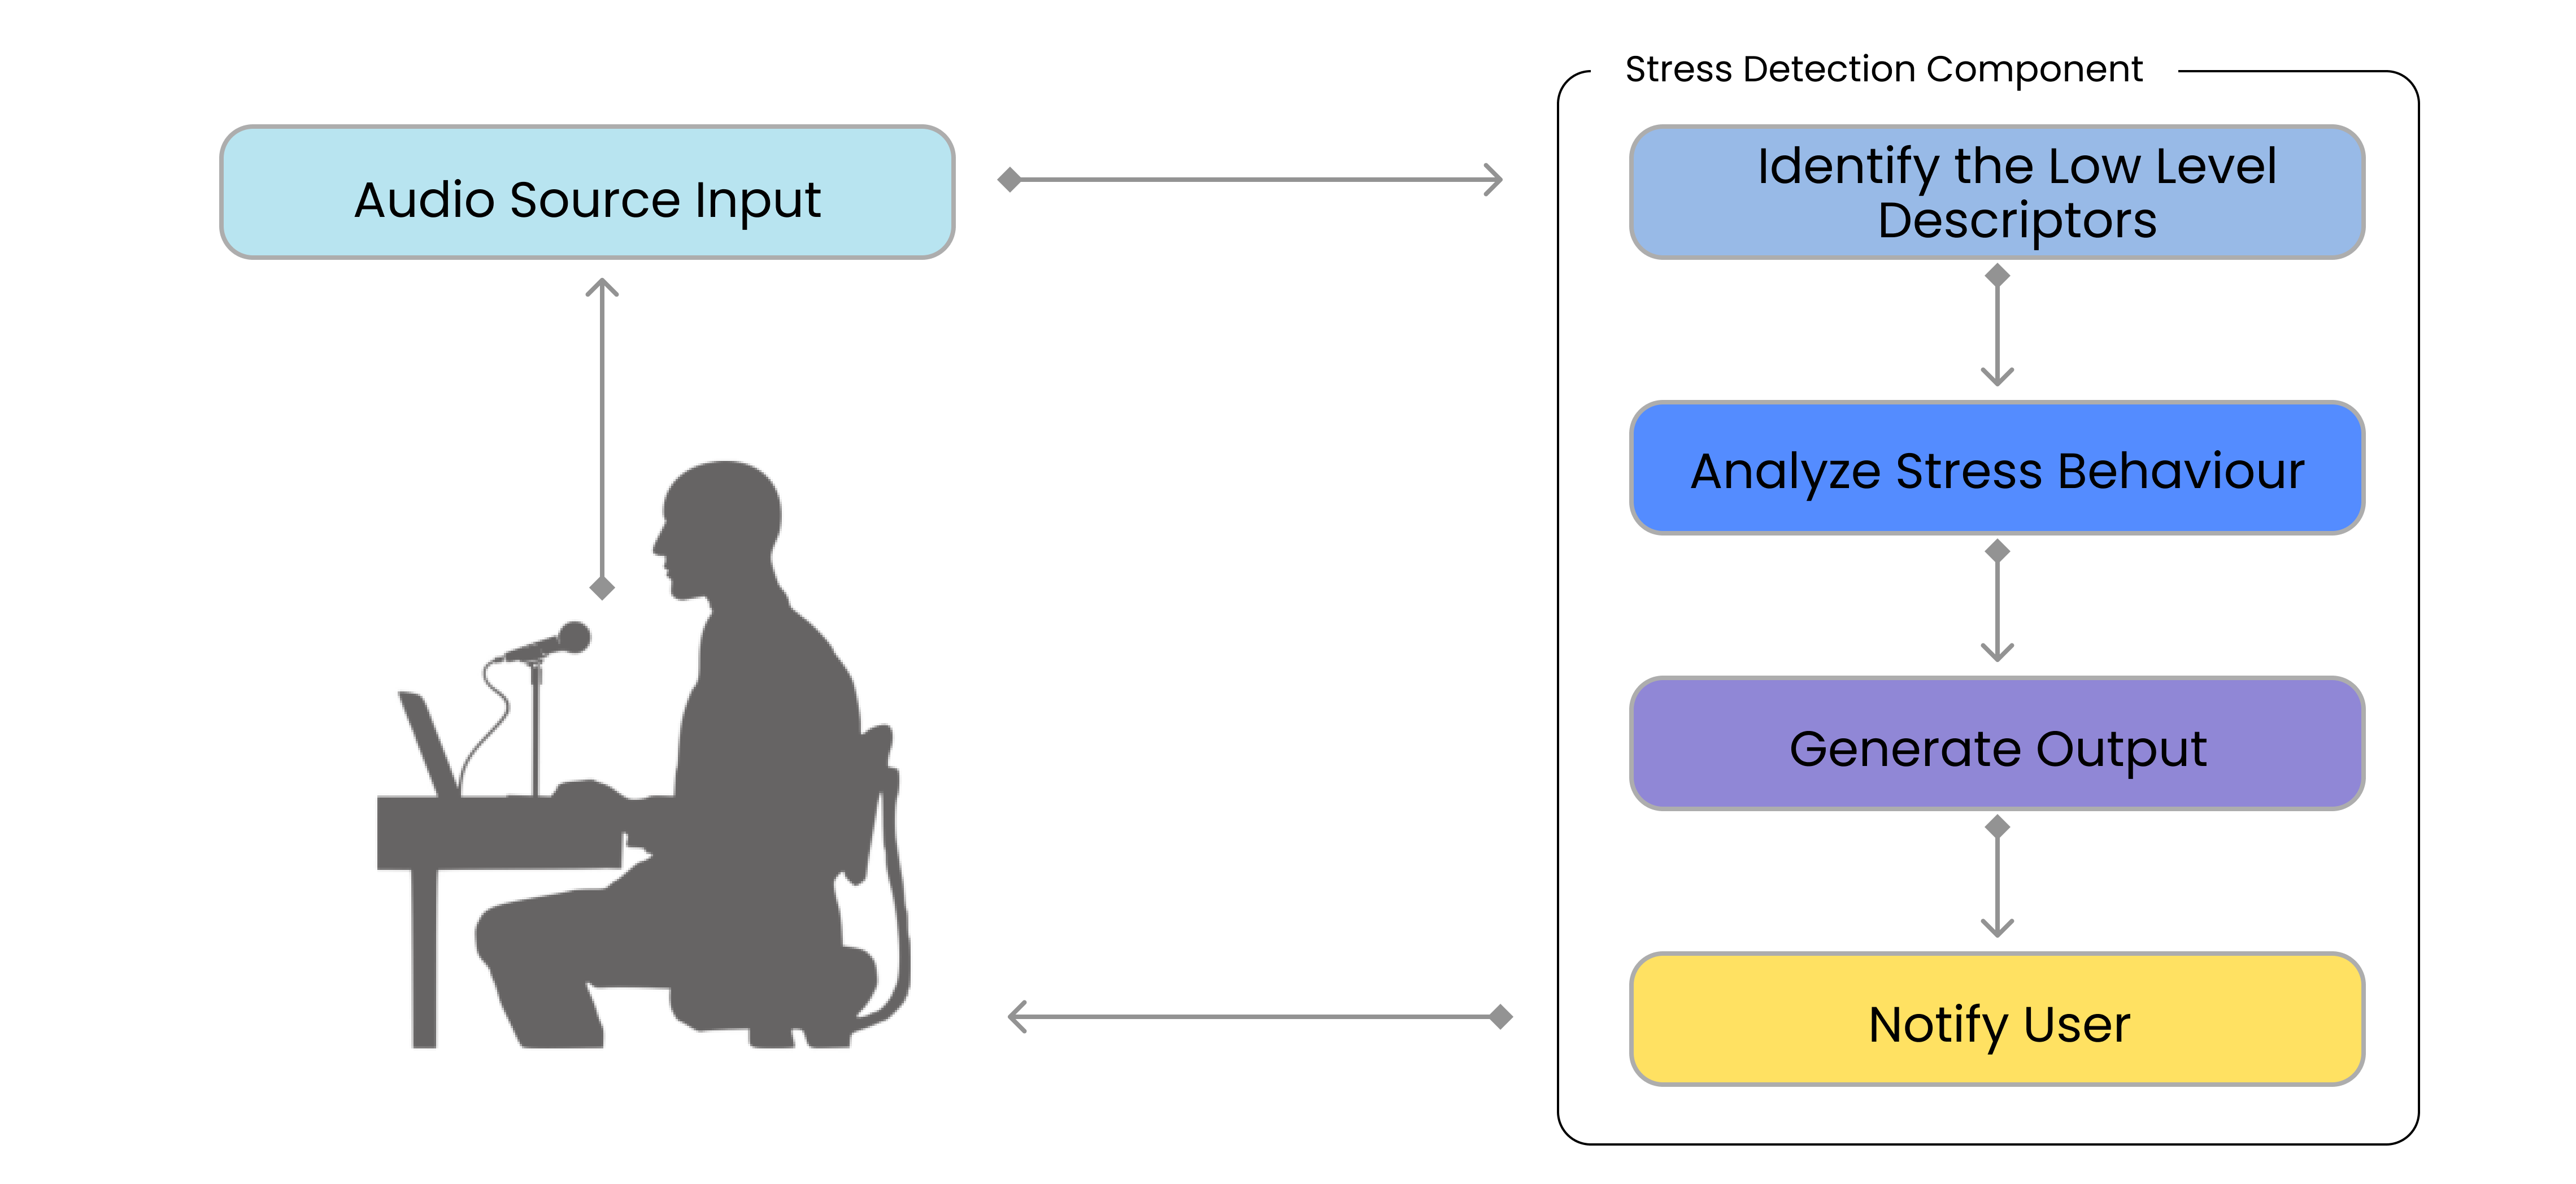 Stress Detection Component
Audio Source Input
Identify the Low Level
Descriptors
Analyze Stress Behaviour
Generate Output
Notify User